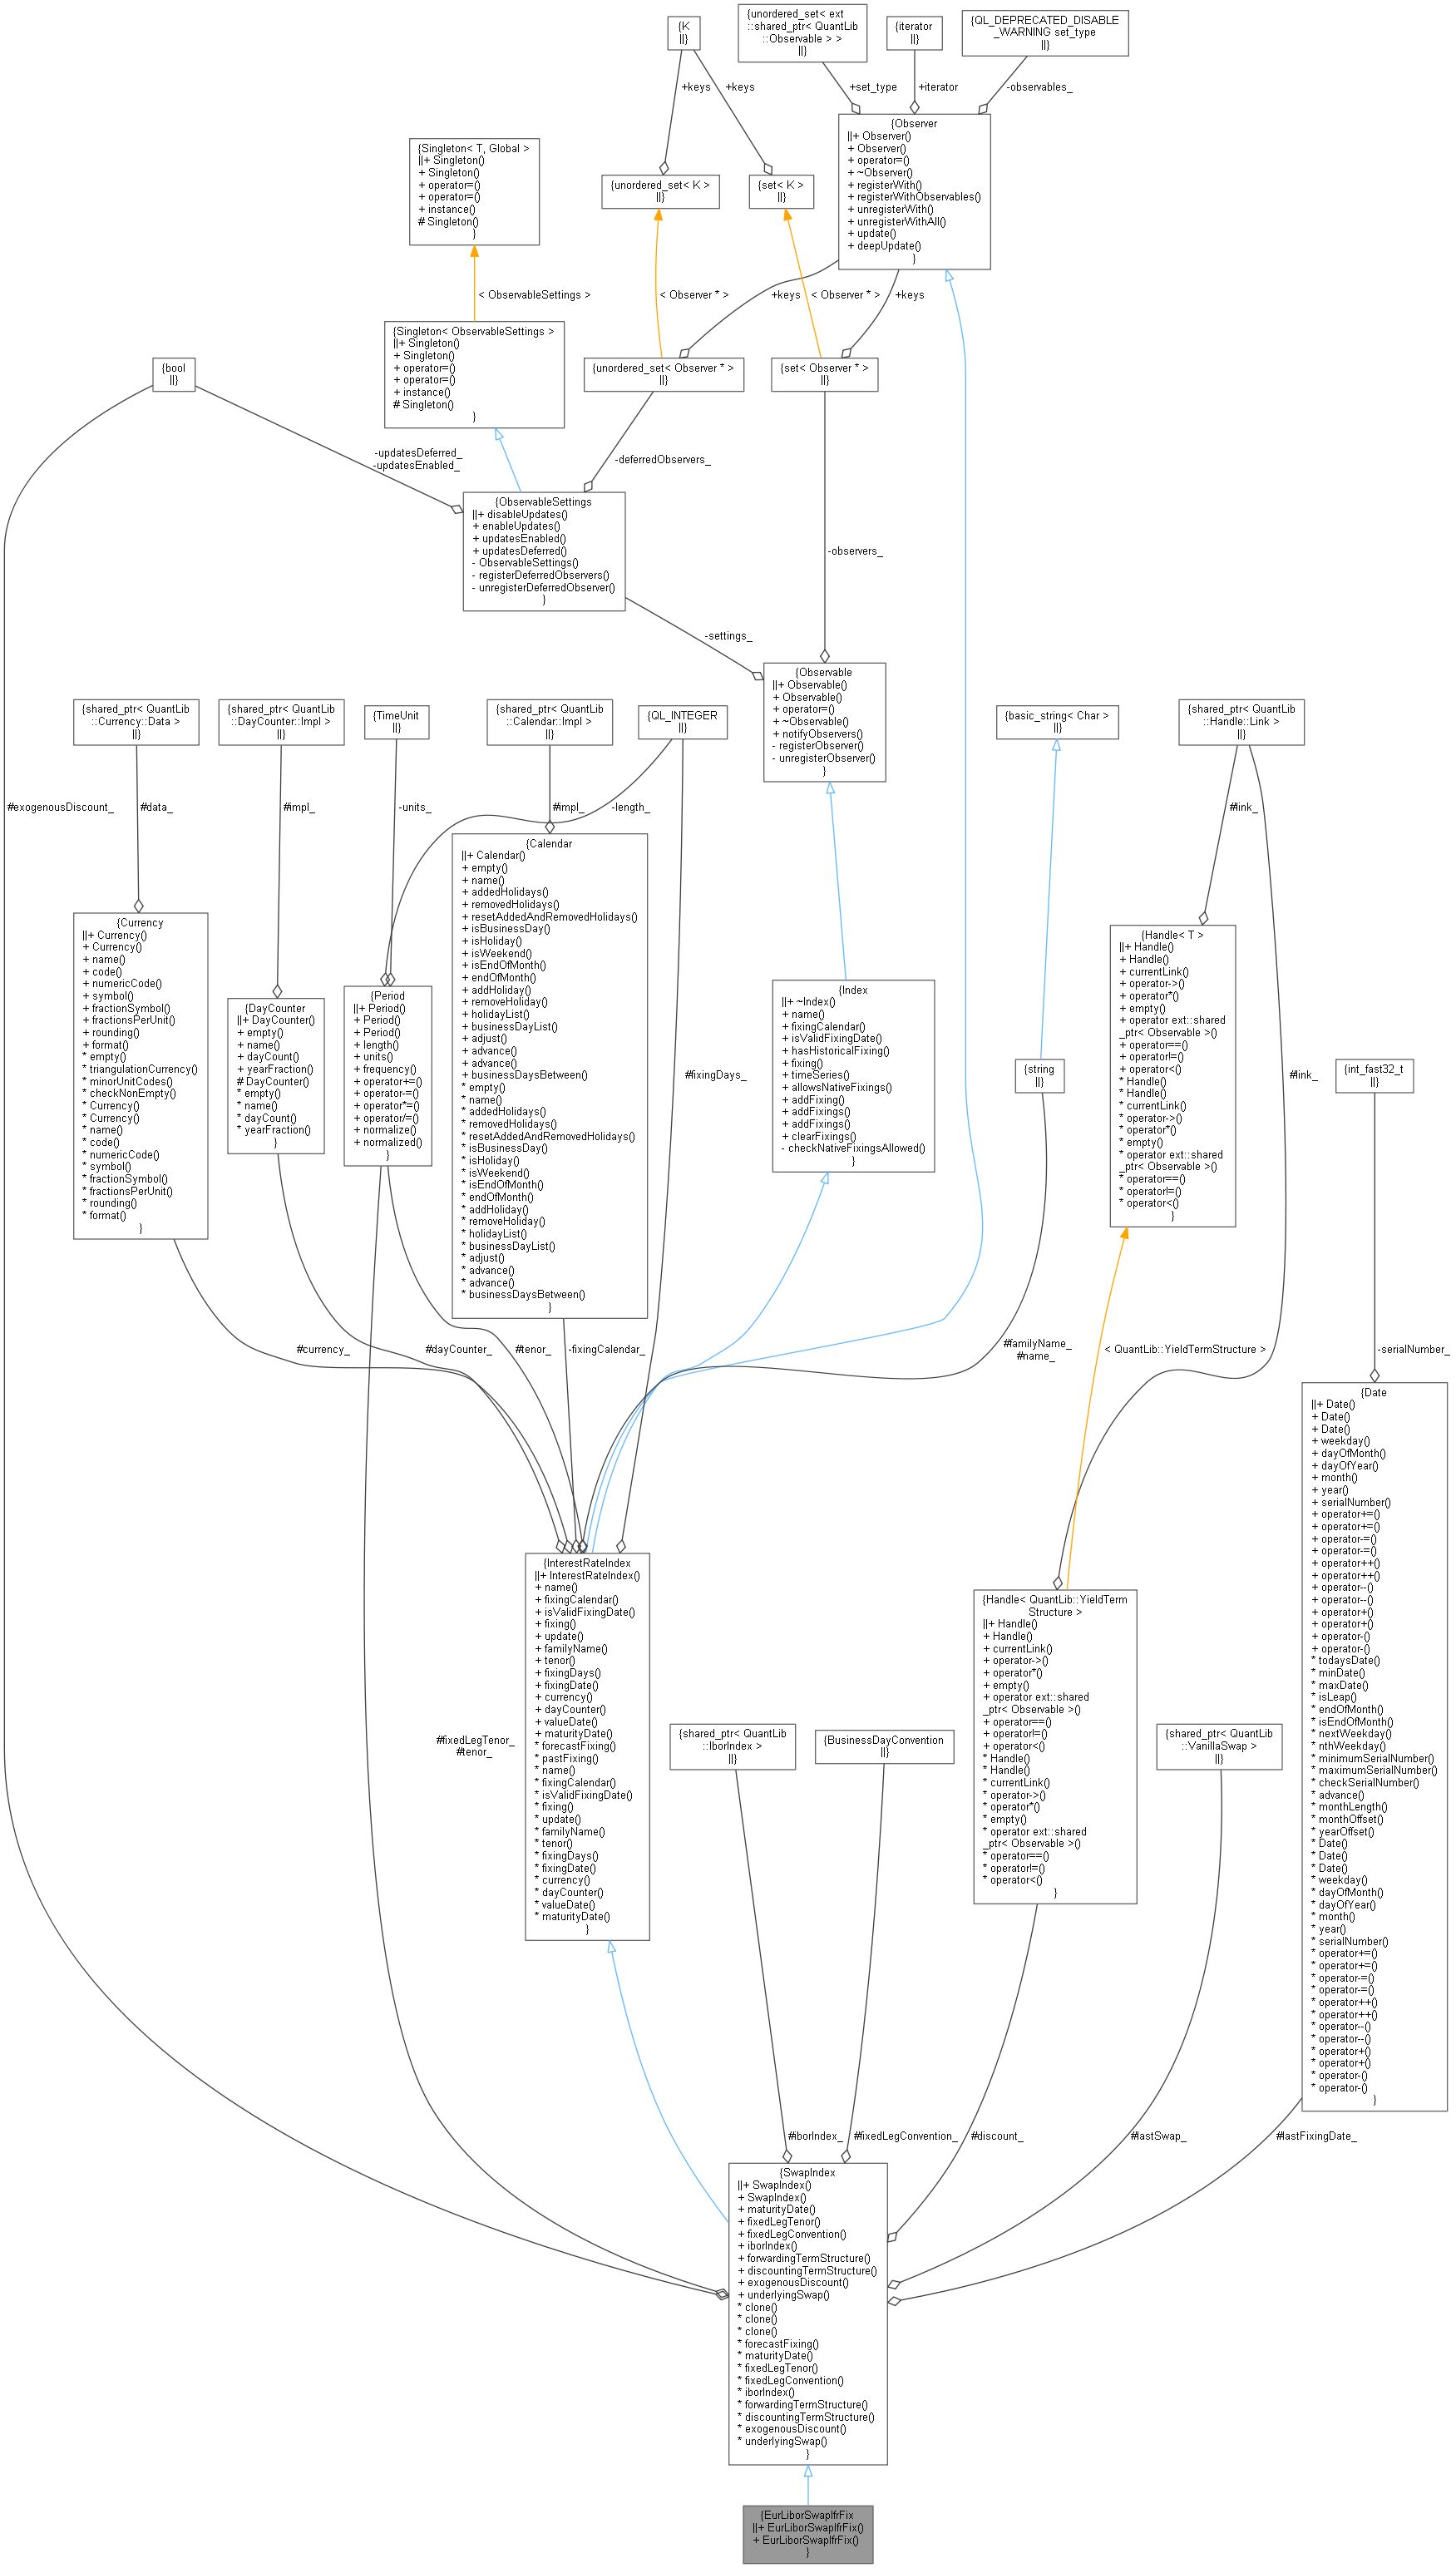 {K
||}
{unordered_set< ext
::shared_ptr< QuantLib
::Observable > >
||}
{iterator
||}
{QL_DEPRECATED_DISABLE
_WARNING set_type
||}
+keys
+keys
+set_type
+iterator
-observables_
{Singleton< T, Global >
||+ Singleton()
+ Singleton()
+ operator=()
+ operator=()
+ instance()
# Singleton()
}
{unordered_set< K >
||}
{set< K >
||}
{Observer
||+ Observer()
+ Observer()
+ operator=()
+ ~Observer()
+ registerWith()
+ registerWithObservables()
+ unregisterWith()
+ unregisterWithAll()
+ update()
+ deepUpdate()
}
< ObservableSettings >
< Observer * >
+keys
< Observer * >
+keys
{bool
||}
{Singleton< ObservableSettings >
||+ Singleton()
+ Singleton()
+ operator=()
+ operator=()
+ instance()
# Singleton()
}
{unordered_set< Observer * >
||}
{set< Observer * >
||}
-updatesDeferred_
-updatesEnabled_
-deferredObservers_
{ObservableSettings
||+ disableUpdates()
+ enableUpdates()
+ updatesEnabled()
+ updatesDeferred()
- ObservableSettings()
- registerDeferredObservers()
- unregisterDeferredObserver()
}
-observers_
-settings_
{Observable
||+ Observable()
+ Observable()
+ operator=()
+ ~Observable()
+ notifyObservers()
- registerObserver()
- unregisterObserver()
}
{shared_ptr< QuantLib
::Currency::Data >
||}
{shared_ptr< QuantLib
::DayCounter::Impl >
||}
{TimeUnit
||}
{shared_ptr< QuantLib
::Calendar::Impl >
||}
{QL_INTEGER
||}
{basic_string< Char >
||}
{shared_ptr< QuantLib
::Handle::Link >
||}
#exogenousDiscount_
#data_
#impl_
-units_
#impl_
-length_
#link_
{Currency
||+ Currency()
+ Currency()
+ name()
+ code()
+ numericCode()
+ symbol()
+ fractionSymbol()
+ fractionsPerUnit()
+ rounding()
+ format()
* empty()
* triangulationCurrency()
* minorUnitCodes()
* checkNonEmpty()
* Currency()
* Currency()
* name()
* code()
* numericCode()
* symbol()
* fractionSymbol()
* fractionsPerUnit()
* rounding()
* format()
}
{DayCounter
||+ DayCounter()
+ empty()
+ name()
+ dayCount()
+ yearFraction()
# DayCounter()
* empty()
* name()
* dayCount()
* yearFraction()
}
{Period
||+ Period()
+ Period()
+ Period()
+ length()
+ units()
+ frequency()
+ operator+=()
+ operator-=()
+ operator*=()
+ operator/=()
+ normalize()
+ normalized()
}
{Calendar
||+ Calendar()
+ empty()
+ name()
+ addedHolidays()
+ removedHolidays()
+ resetAddedAndRemovedHolidays()
+ isBusinessDay()
+ isHoliday()
+ isWeekend()
+ isEndOfMonth()
+ endOfMonth()
+ addHoliday()
+ removeHoliday()
+ holidayList()
+ businessDayList()
+ adjust()
+ advance()
+ advance()
+ businessDaysBetween()
* empty()
* name()
* addedHolidays()
* removedHolidays()
* resetAddedAndRemovedHolidays()
* isBusinessDay()
* isHoliday()
* isWeekend()
* isEndOfMonth()
* endOfMonth()
* addHoliday()
* removeHoliday()
* holidayList()
* businessDayList()
* adjust()
* advance()
* advance()
* businessDaysBetween()
}
#fixingDays_
{Index
||+ ~Index()
+ name()
+ fixingCalendar()
+ isValidFixingDate()
+ hasHistoricalFixing()
+ fixing()
+ timeSeries()
+ allowsNativeFixings()
+ addFixing()
+ addFixings()
+ addFixings()
+ clearFixings()
- checkNativeFixingsAllowed()
}
{string
||}
{Handle< T >
||+ Handle()
+ Handle()
+ currentLink()
+ operator->()
+ operator*()
+ empty()
+ operator ext::shared
_ptr< Observable >()
+ operator==()
+ operator!=()
+ operator<()
* Handle()
* Handle()
* currentLink()
* operator->()
* operator*()
* empty()
* operator ext::shared
_ptr< Observable >()
* operator==()
* operator!=()
* operator<()
}
#link_
{int_fast32_t
||}
#currency_
#dayCounter_
#tenor_
-fixingCalendar_
#familyName_
#name_
< QuantLib::YieldTermStructure >
-serialNumber_
{Date
||+ Date()
+ Date()
+ Date()
+ weekday()
+ dayOfMonth()
+ dayOfYear()
+ month()
+ year()
+ serialNumber()
+ operator+=()
+ operator+=()
+ operator-=()
+ operator-=()
+ operator++()
+ operator++()
+ operator--()
+ operator--()
+ operator+()
+ operator+()
+ operator-()
+ operator-()
* todaysDate()
* minDate()
* maxDate()
* isLeap()
* endOfMonth()
* isEndOfMonth()
* nextWeekday()
* nthWeekday()
* minimumSerialNumber()
* maximumSerialNumber()
* checkSerialNumber()
* advance()
* monthLength()
* monthOffset()
* yearOffset()
* Date()
* Date()
* Date()
* weekday()
* dayOfMonth()
* dayOfYear()
* month()
* year()
* serialNumber()
* operator+=()
* operator+=()
* operator-=()
* operator-=()
* operator++()
* operator++()
* operator--()
* operator--()
* operator+()
* operator+()
* operator-()
* operator-()
}
{InterestRateIndex
||+ InterestRateIndex()
+ name()
+ fixingCalendar()
+ isValidFixingDate()
+ fixing()
+ update()
+ familyName()
+ tenor()
+ fixingDays()
+ fixingDate()
+ currency()
+ dayCounter()
+ valueDate()
+ maturityDate()
* forecastFixing()
* pastFixing()
* name()
* fixingCalendar()
* isValidFixingDate()
* fixing()
* update()
* familyName()
* tenor()
* fixingDays()
* fixingDate()
* currency()
* dayCounter()
* valueDate()
* maturityDate()
}
{Handle< QuantLib::YieldTerm
Structure >
||+ Handle()
+ Handle()
+ currentLink()
+ operator->()
+ operator*()
+ empty()
+ operator ext::shared
_ptr< Observable >()
+ operator==()
+ operator!=()
+ operator<()
* Handle()
* Handle()
* currentLink()
* operator->()
* operator*()
* empty()
* operator ext::shared
_ptr< Observable >()
* operator==()
* operator!=()
* operator<()
}
#fixedLegTenor_
#tenor_
{shared_ptr< QuantLib
::IborIndex >
||}
{BusinessDayConvention
||}
{shared_ptr< QuantLib
::VanillaSwap >
||}
#iborIndex_
#fixedLegConvention_
#discount_
#lastSwap_
#lastFixingDate_
{SwapIndex
||+ SwapIndex()
+ SwapIndex()
+ maturityDate()
+ fixedLegTenor()
+ fixedLegConvention()
+ iborIndex()
+ forwardingTermStructure()
+ discountingTermStructure()
+ exogenousDiscount()
+ underlyingSwap()
* clone()
* clone()
* clone()
* forecastFixing()
* maturityDate()
* fixedLegTenor()
* fixedLegConvention()
* iborIndex()
* forwardingTermStructure()
* discountingTermStructure()
* exogenousDiscount()
* underlyingSwap()
}
{EurLiborSwapIfrFix
||+ EurLiborSwapIfrFix()
+ EurLiborSwapIfrFix()
}